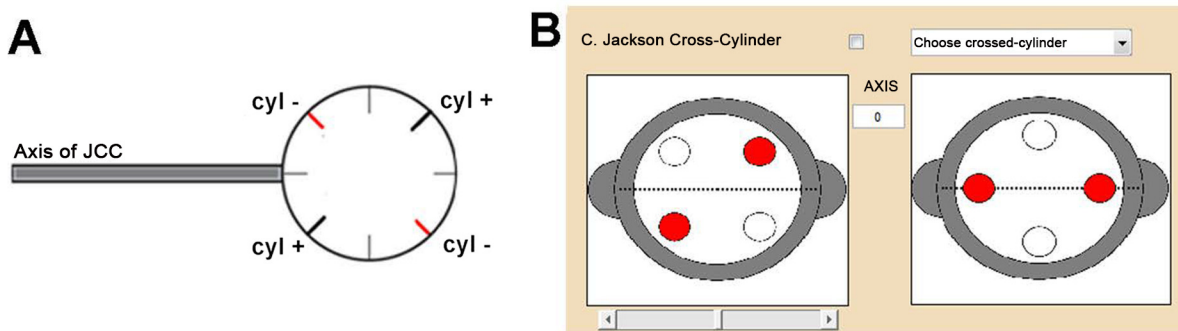 A
cyl -
cyl +
Axis of JCC
cyl +
cyl -
B
C. Jackson Cross-Cylinder
Choose crossed-cylinder
AXIS
0